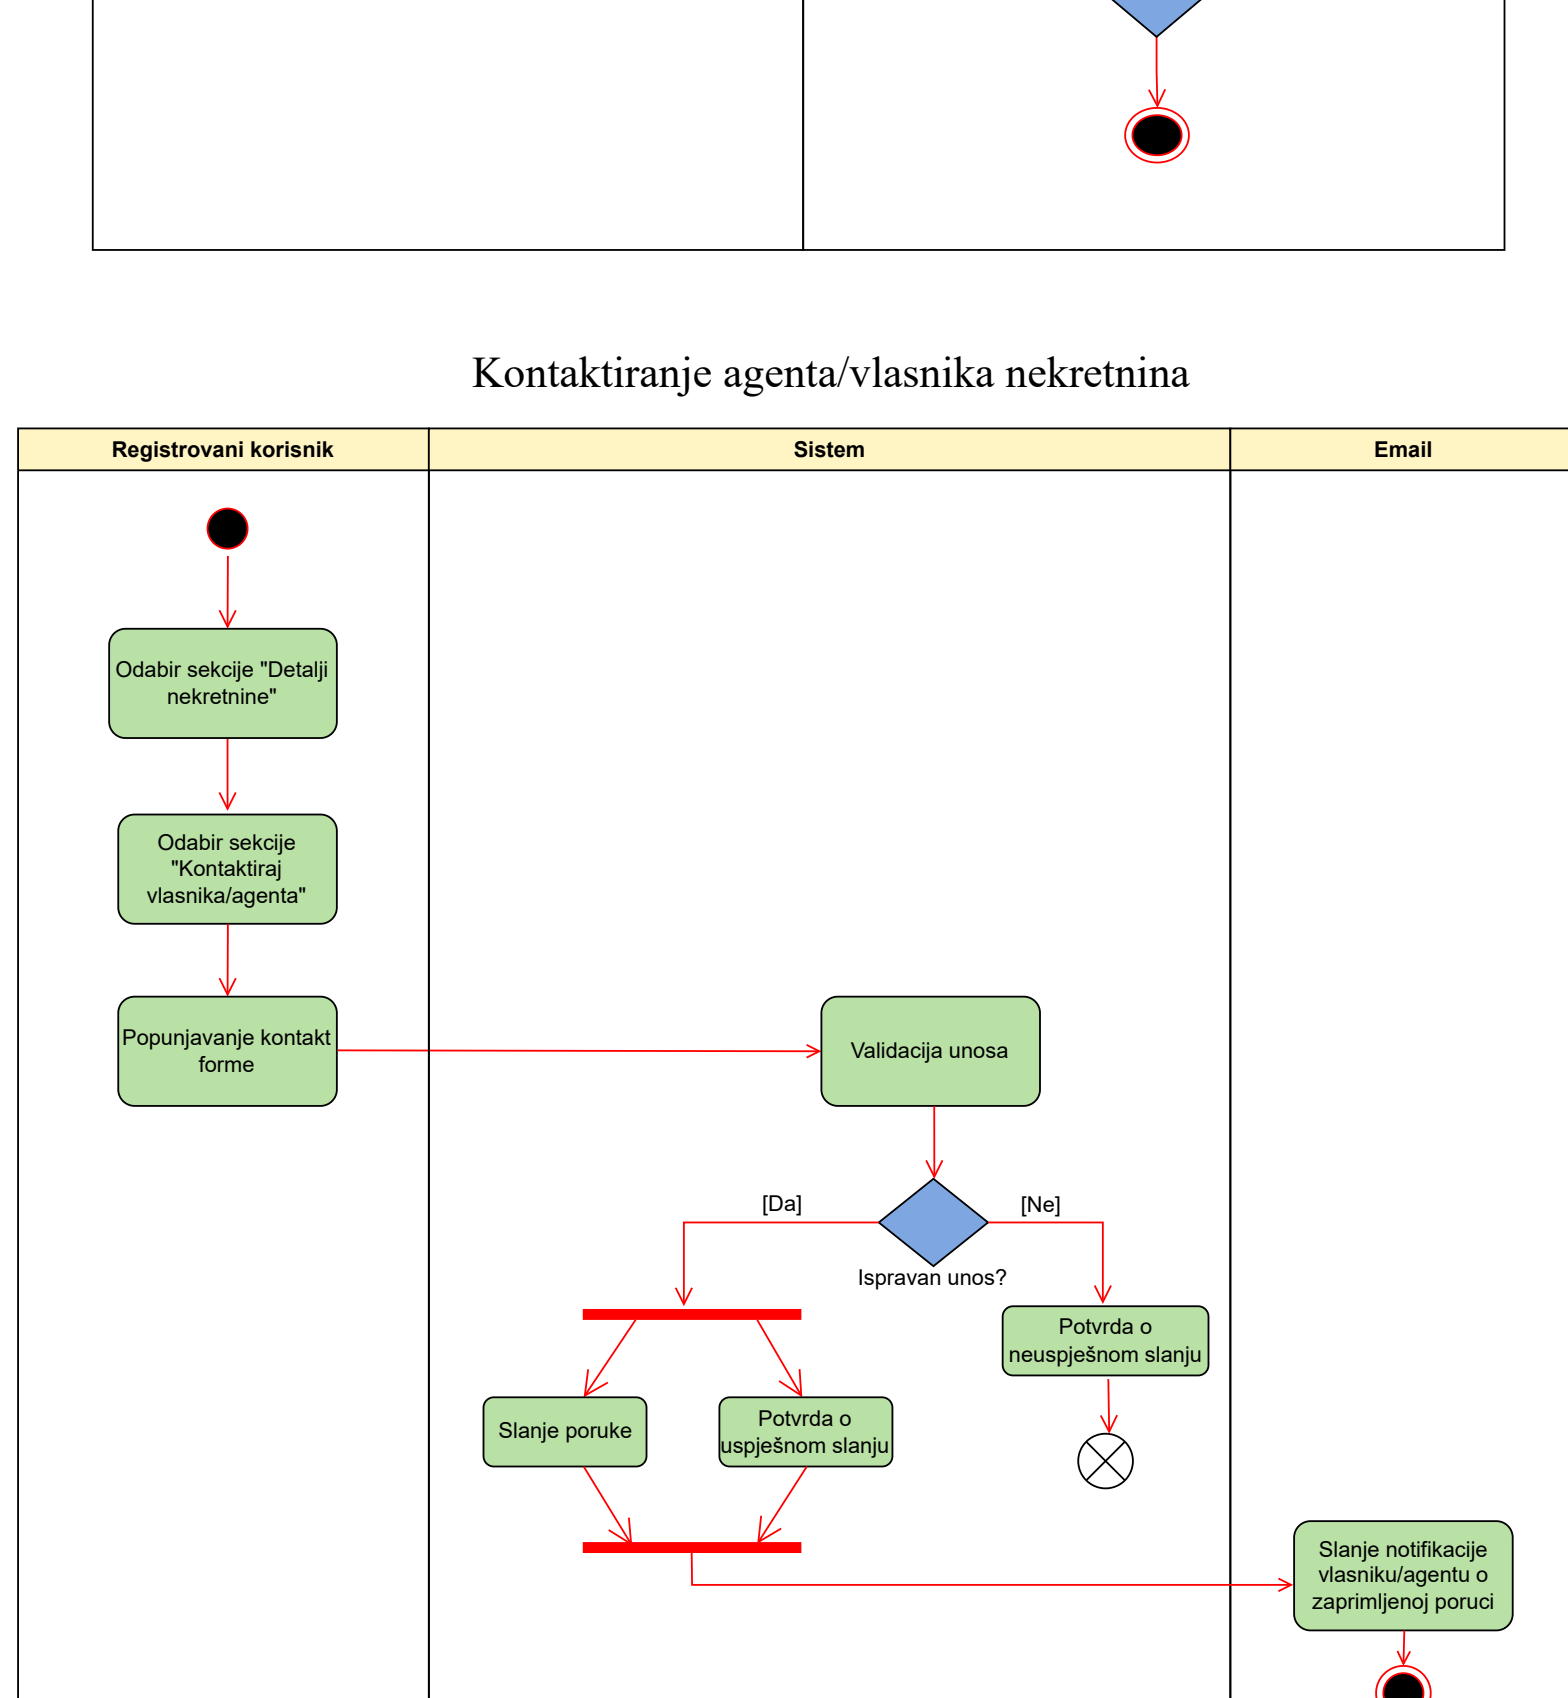 Kontaktiranje agenta/vlasnika nekretnina
Registrovani korisnik
Sistem
Email
Odabir sekcije "Detalji
nekretnine"
Odabir sekcije
"Kontaktiraj
vlasnika/agenta"
Popunjavanje kontakt
forme
Validacija unosa
[Da]
[Ne]
Ispravan unos?
Potvrda o
neuspješnom slanju
Slanje poruke
Potvrda o
uspješnom slanju
Slanje notifikacije
vlasniku/agentu o
zaprimljenoj poruci